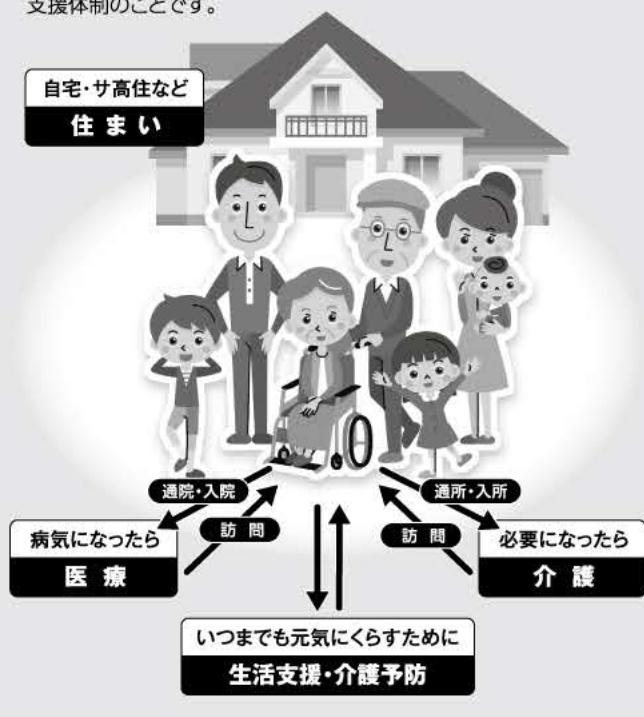 支援体制のことです。
自宅・サ高住など
住まい
通院・入院
訪問
通所・入所
訪問
病気になったら
医療
必要になったら
介護
いつまでも元気にくらすために
生活支援・介護予防